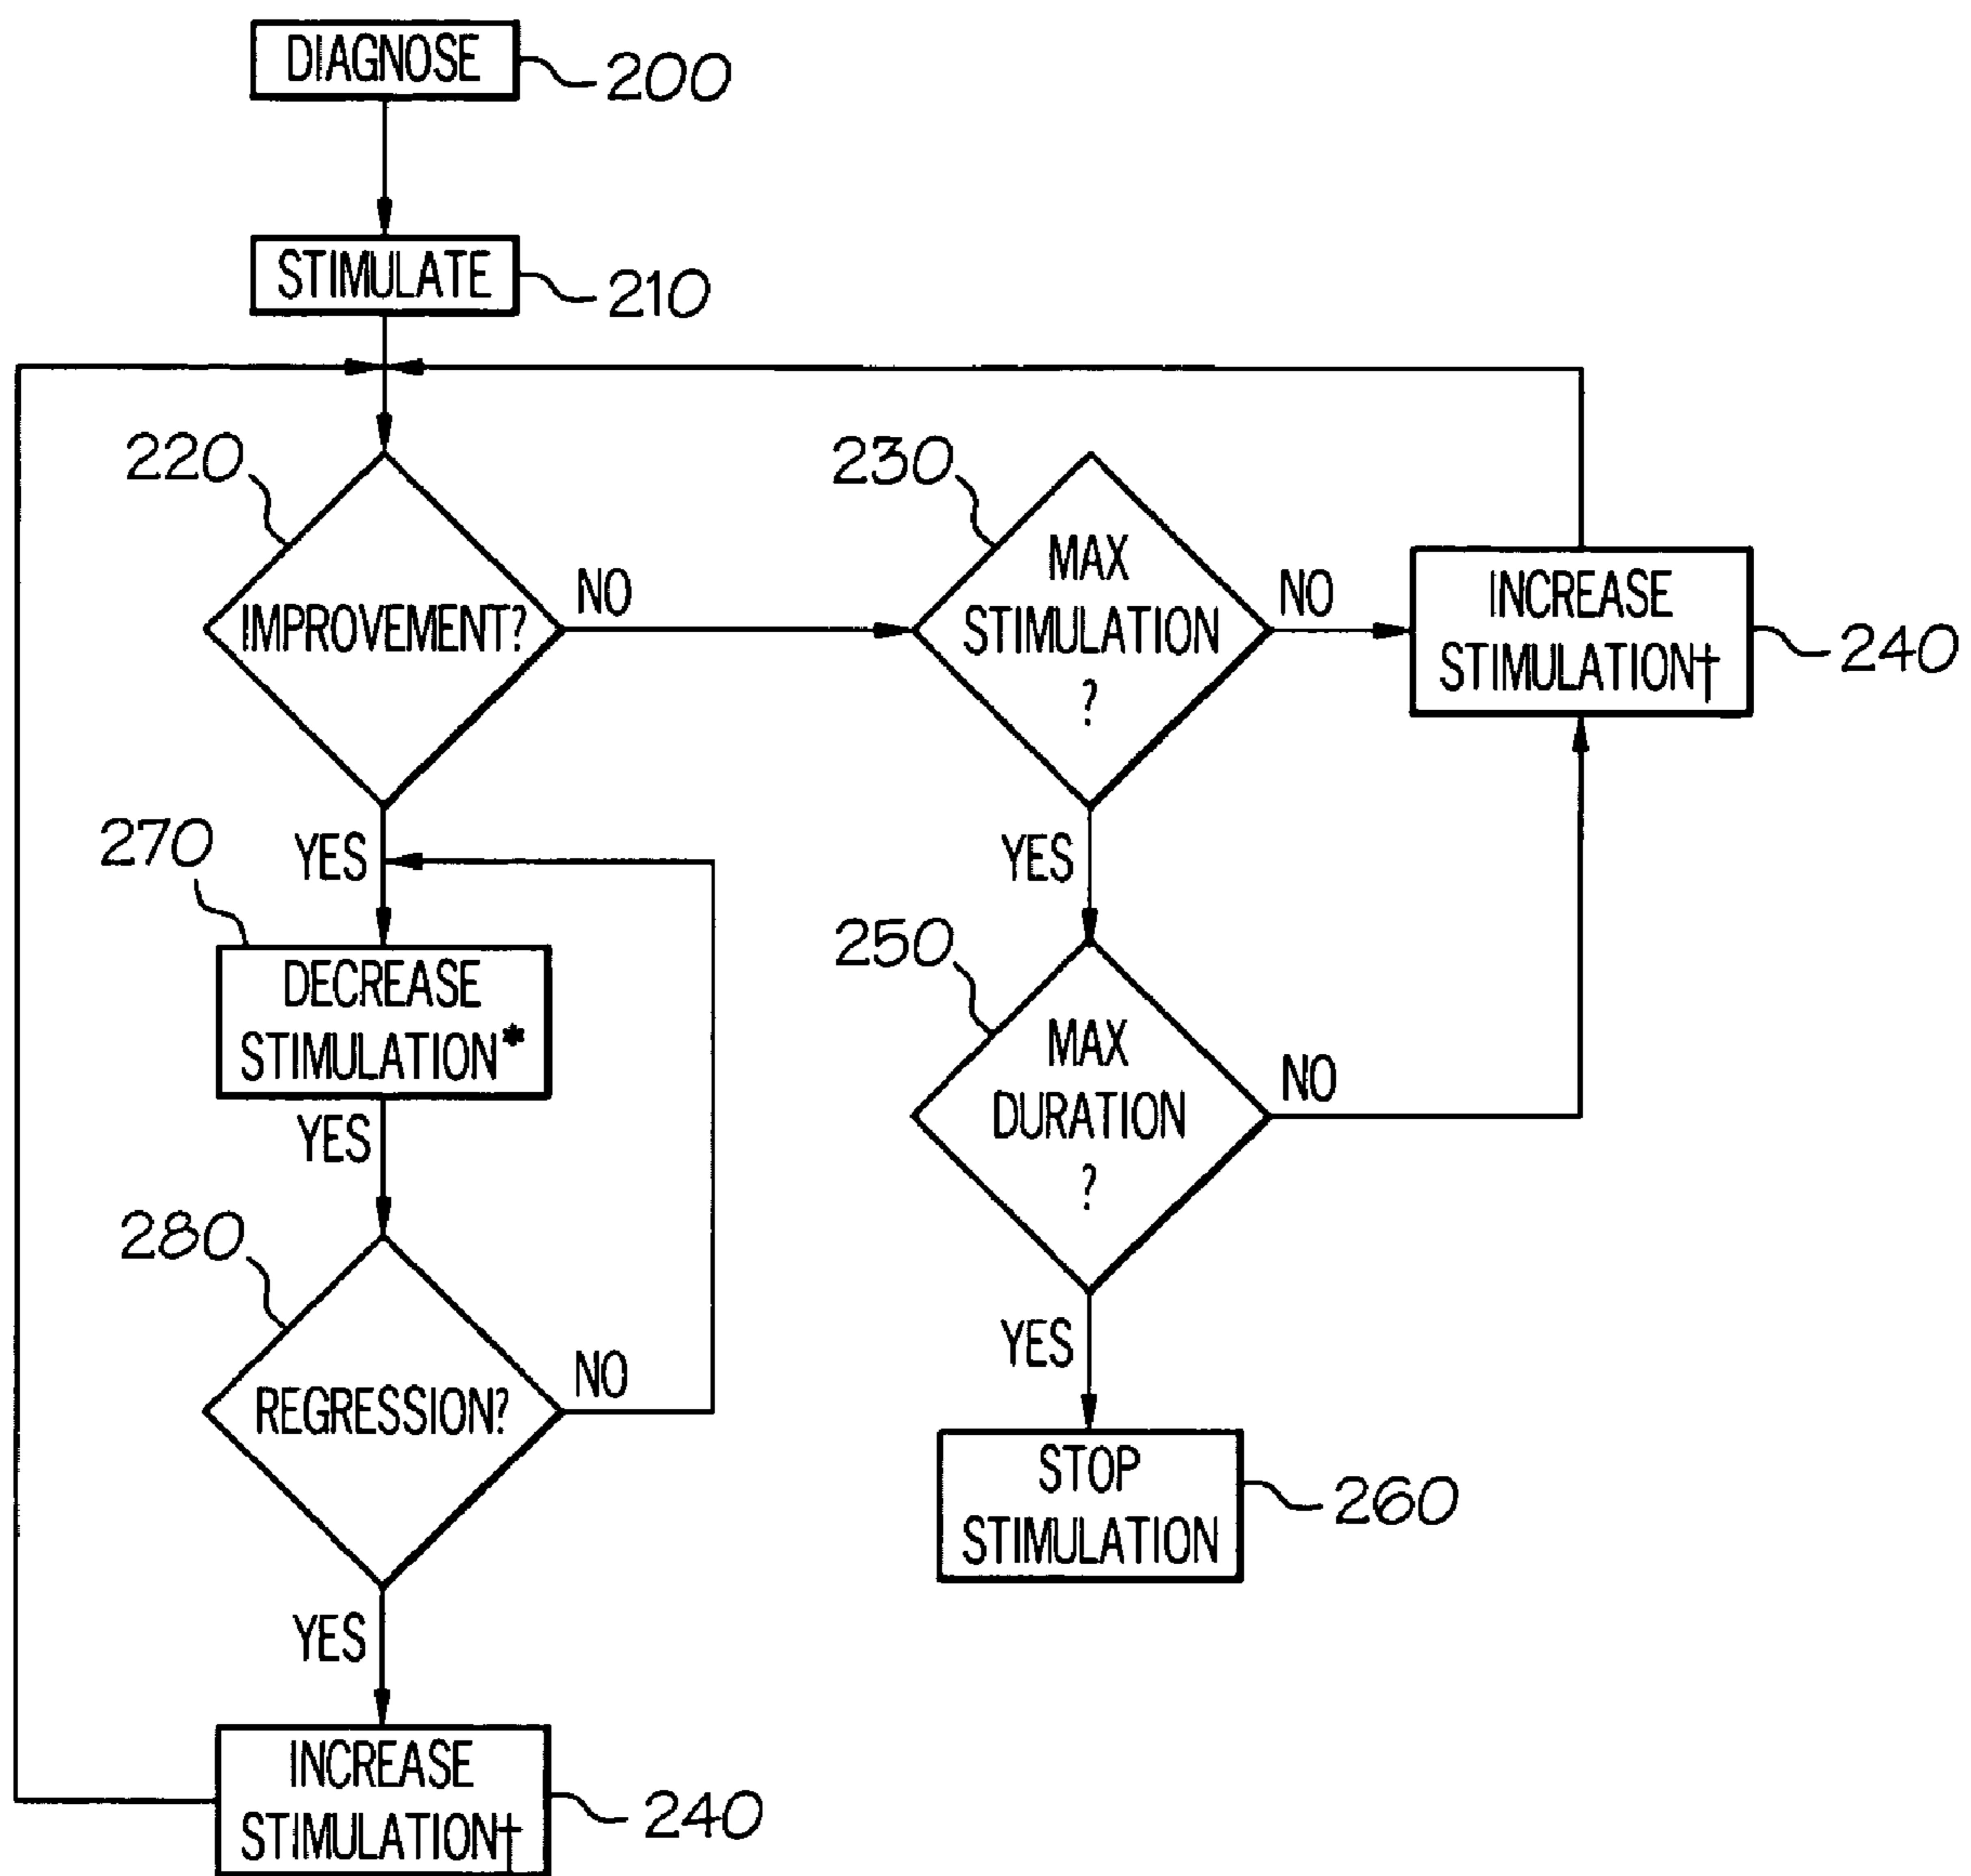 DIAGNOSE
200
STIMULATE
210
220
IMPROVEMENT?
NO
230
MAX
STIMULATION
?
NO
INCREASE
STIMULATION†
240
YES
270
DECREASE
STIMULATION*
YES
YES
250
MAX
DURATION
?
NO
280
REGRESSION?
NO
YES
STOP
STIMULATION
260
YES
INCREASE
STIMULATION†
240